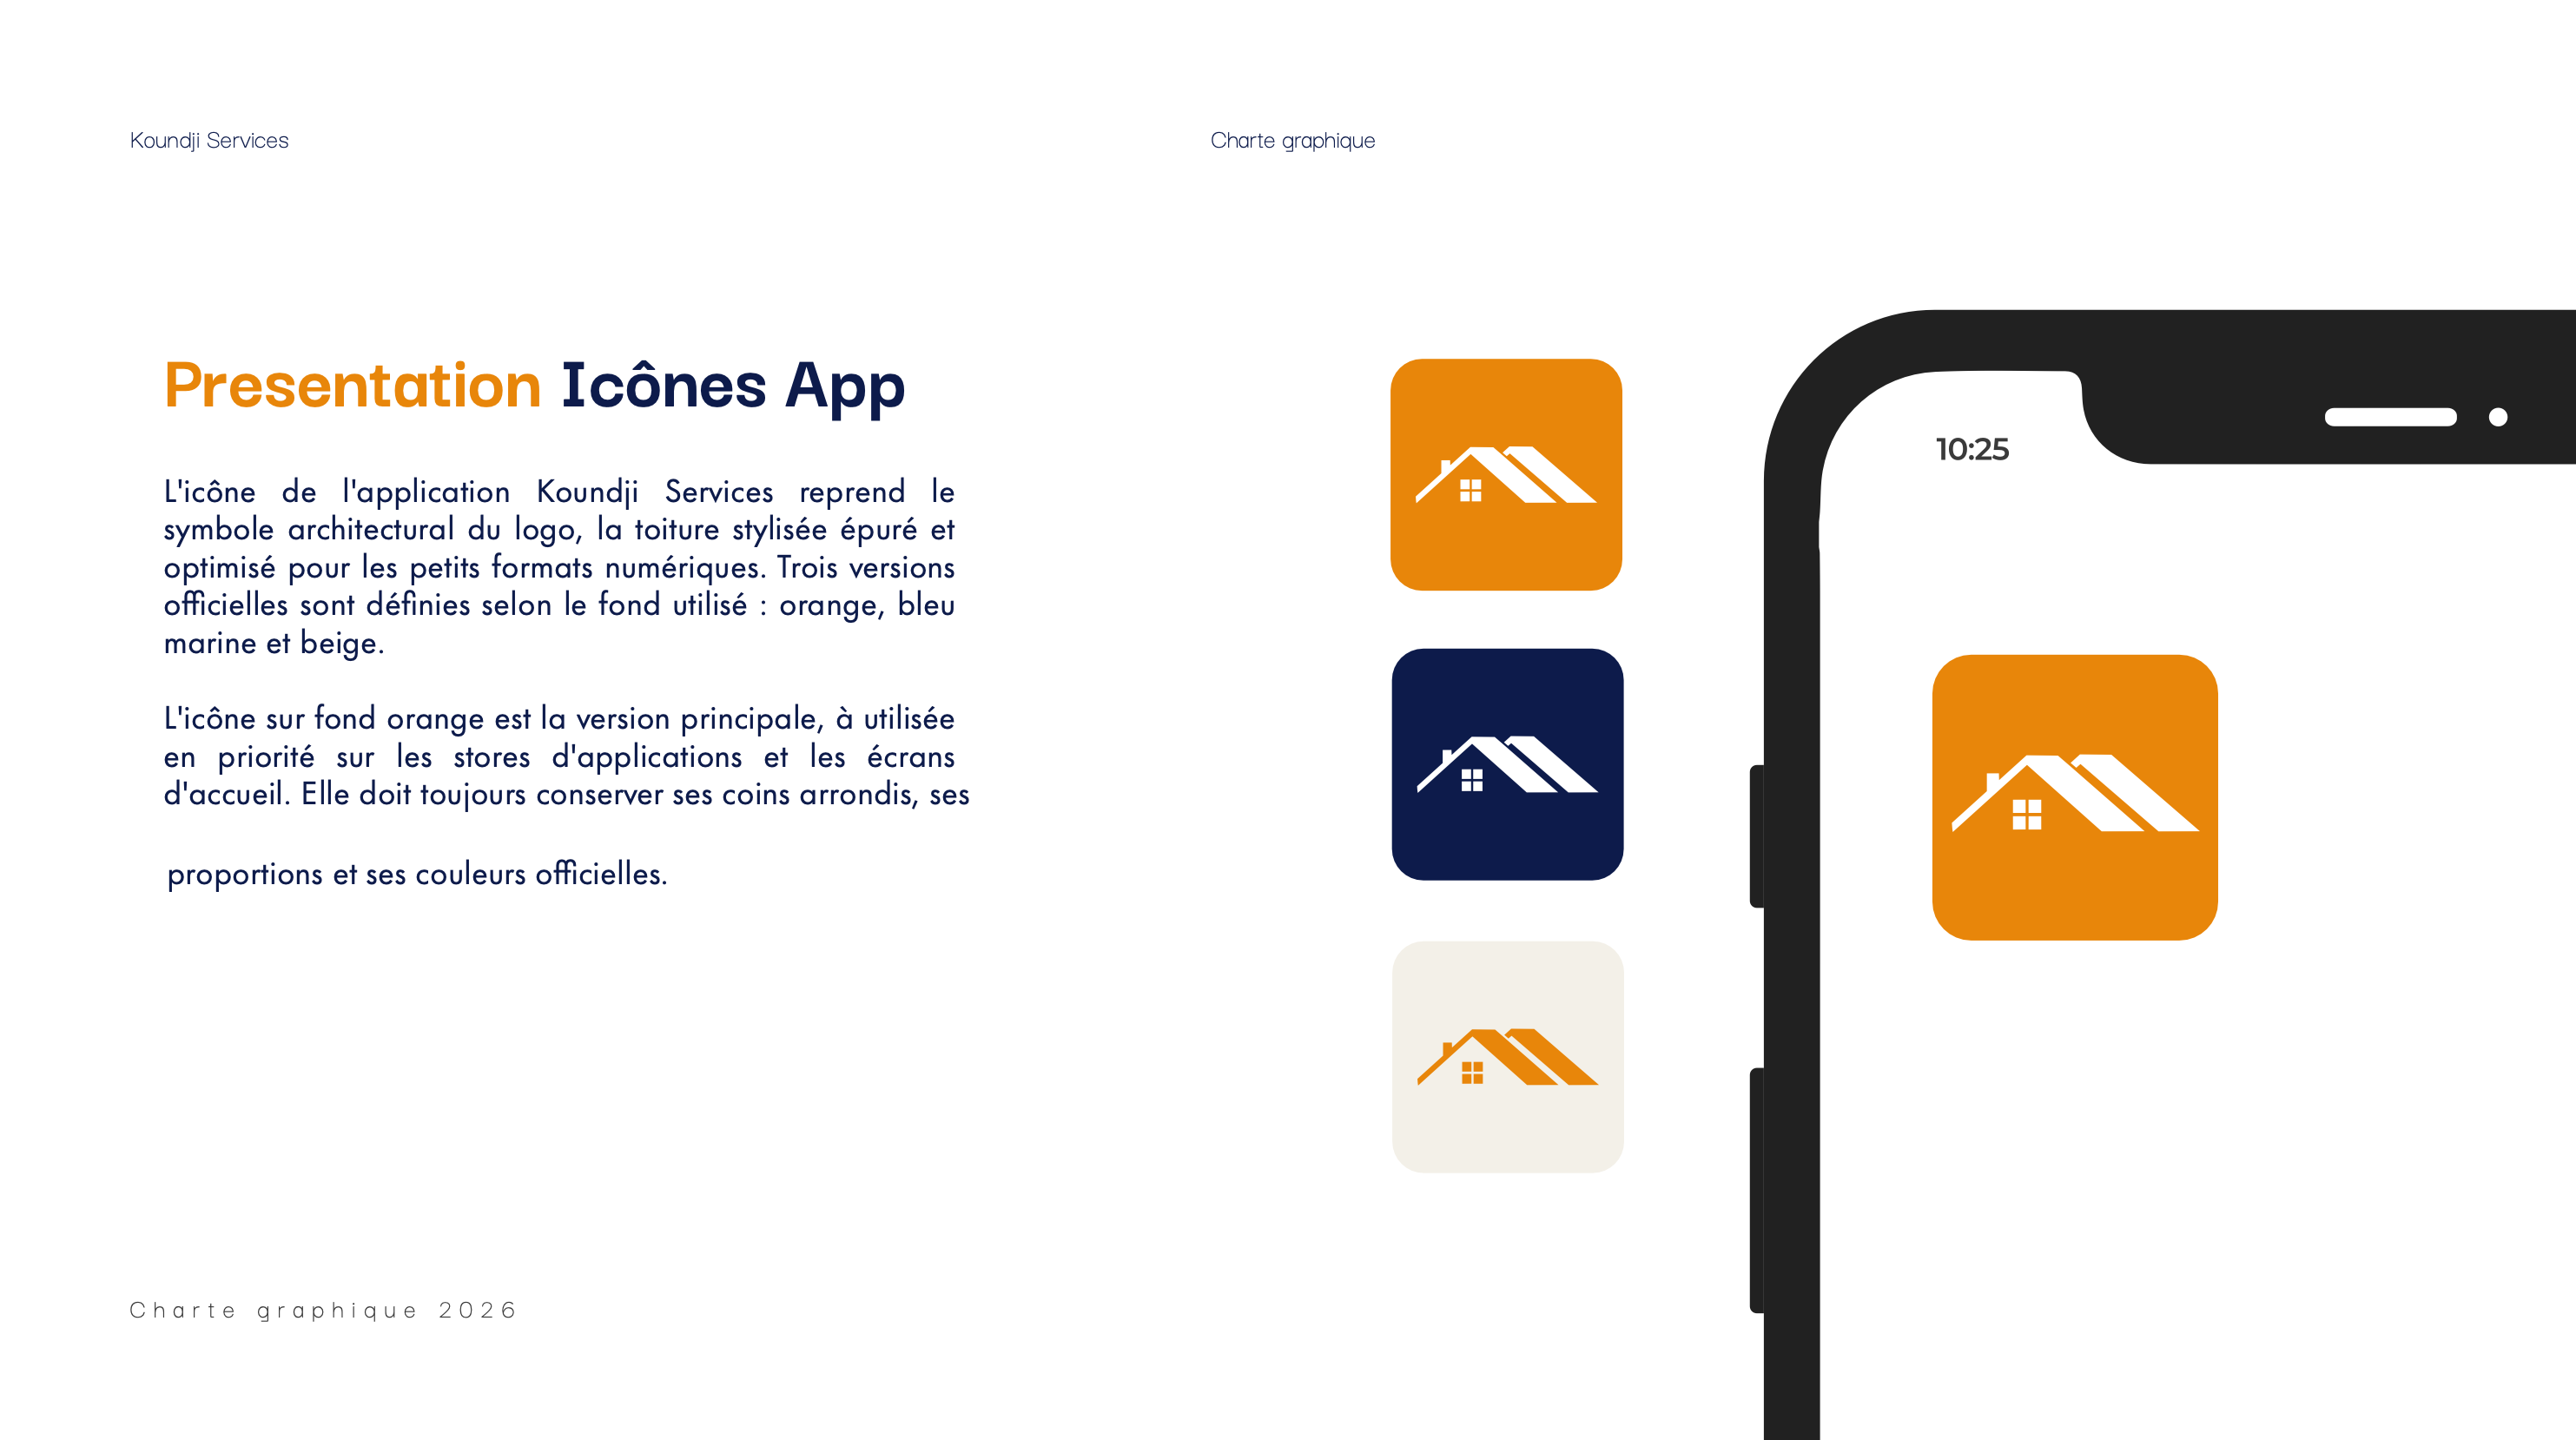 Koundji Services
Charte graphique
Presentation Icônes App
L'icône de l'application Koundji Services reprend le
symbole architectural du logo, la toiture stylisée épuré et
optimisé pour les petits formats numériques. Trois versions
officielles sont définies selon le fond utilisé : orange, bleu
marine et beige.
L'icône sur fond orange est la version principale, à utilisée
en priorité sur les stores d'applications et les écrans
d'accueil. Elle doit toujours conserver ses coins arrondis, ses
proportions et ses couleurs officielles.
10:25
Charte graphique 2026